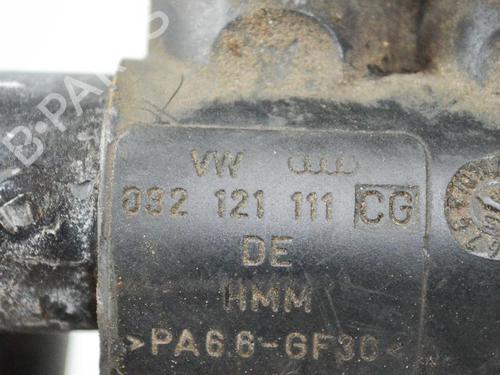 B-PARTS
VW
032 121 111 CG
DE
HMM
>PA6.6-GF30<